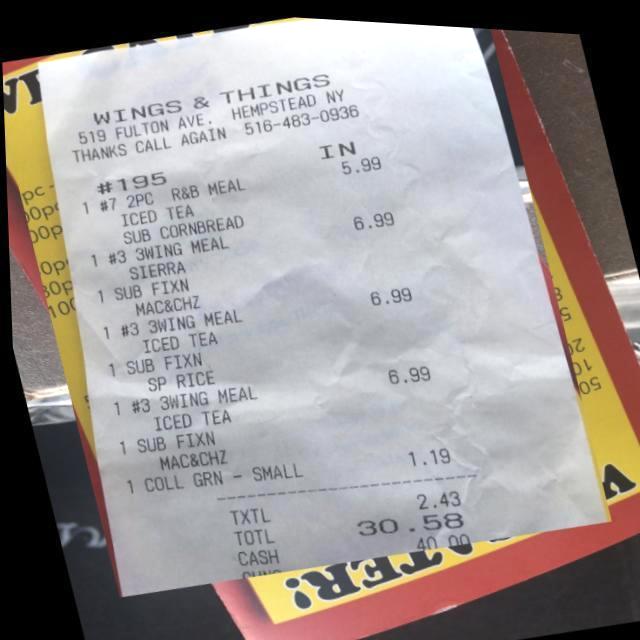 WINGS & THINGS
519 FULTON AVE, HEMPSTEAD NY
THANKS CALL AGAIN 516-483-0936
#195 IN
1 #7 2PC R&B MEAL 5.99
ICED TEA
SUB CORNBREAD
1 #3 3WING MEAL 6.99
SIERRA
1 SUB FIXN
MAC&CHZ
1 #3 3WING MEAL 6.99
ICED TEA
1 SUB FIXN
SP RICE
1 #3 3WING MEAL 6.99
ICED TEA
1 SUB FIXN
MAC&CHZ
1 COLL GRN - SMALL 1.19
TXTL 2.43
TOTL 30.58
CASH 40.00